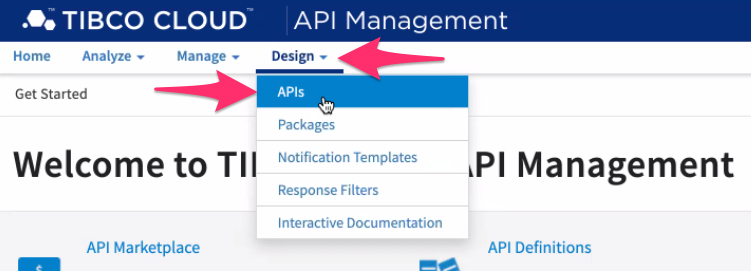 TIBCO CLOUD™ API Management
Home Analyze Manage Design
Get Started
APIs
Packages
Notification Templates
Response Filters
Interactive Documentation
Welcome to TI API Management
API Marketplace
API Definitions
$